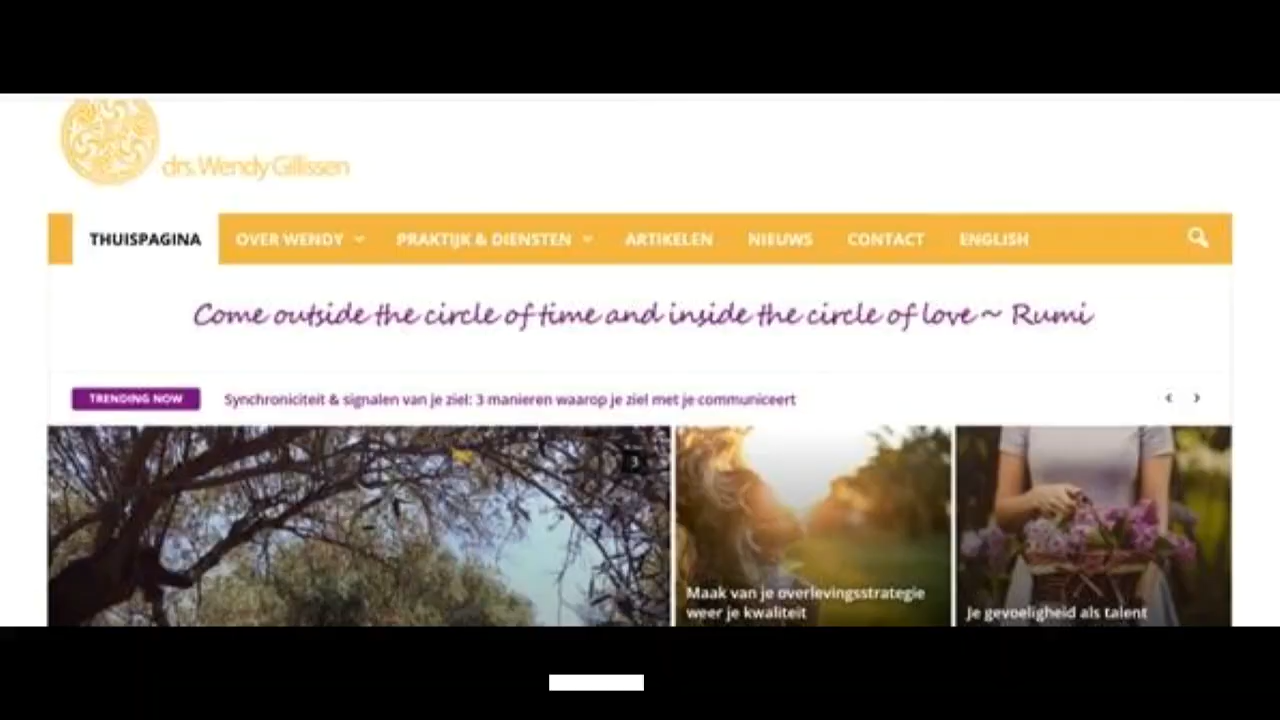 drs. Wendy Gillissen
THUISPAGINA OVER WENDY PRAKTIJK & DIENSTEN ARTIKELEN NIEUWS CONTACT ENGLISH
Come outside the circle of time and inside the circle of love ~ Rumi
TRENDING NOW Synchroniciteit & signalen van je ziel: 3 manieren waarop je ziel met je communiceert
3
Maak van je overlevingsstrategie
weer je kwaliteit
Je gevoeligheid als talent